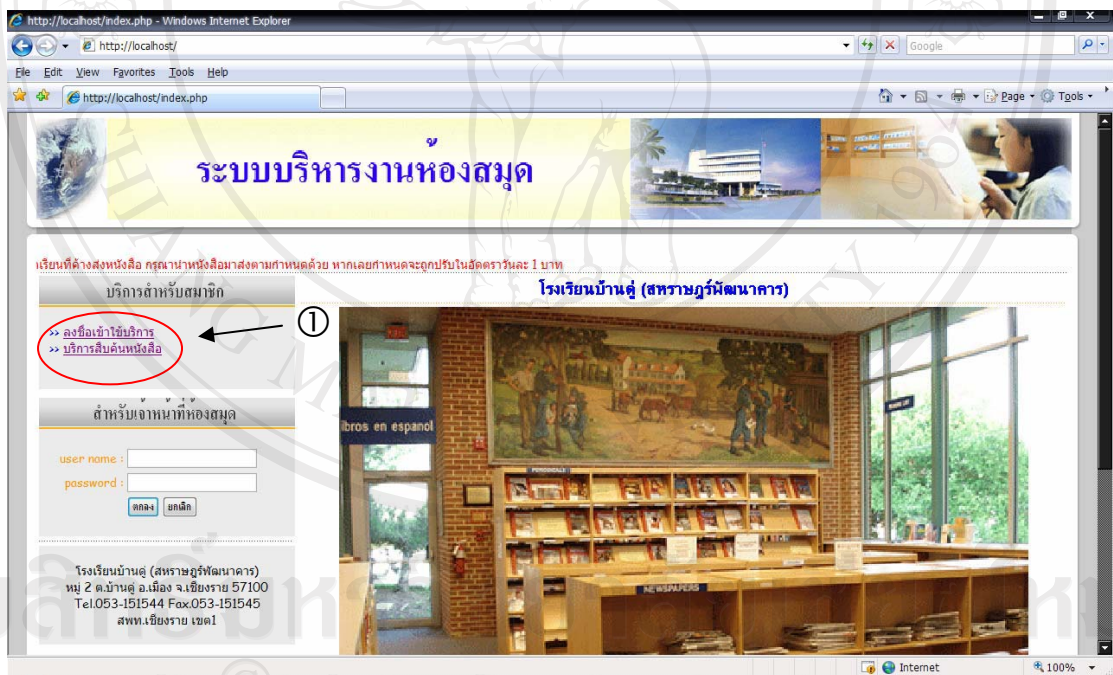 http://localhost/index.php - Windows Internet Explorer
http://localhost/
Google
File Edit View Favorites Tools Help
http://localhost/index.php
Page Tools
ระบบบริหารงานห้องสมุด
เรียนที่ค้างส่งหนังสือ กรุณานำหนังสือมาส่งตามกำหนดด้วย หากเลยกำหนดจะถูกปรับในอัตราวันละ 1 บาท
บริการสำหรับสมาชิก
โรงเรียนบ้านดู่ (สหราษฎร์พัฒนาคาร)
>> ลงชื่อเข้าใช้บริการ
①
>> บริการสืบค้นหนังสือ
สำหรับเจ้าหน้าที่ห้องสมุด
ibros en espanol
user name :
PERIODICALS
password :
ตกลง ยกเลิก
NEWSPAPERS
โรงเรียนบ้านดู่ (สหราษฎร์พัฒนาคาร)
หมู่ 2 ต.บ้านดู่ อ.เมือง จ.เชียงราย 57100
Tel.053-151544 Fax.053-151545
สพท.เชียงราย เขต1
Internet
100%